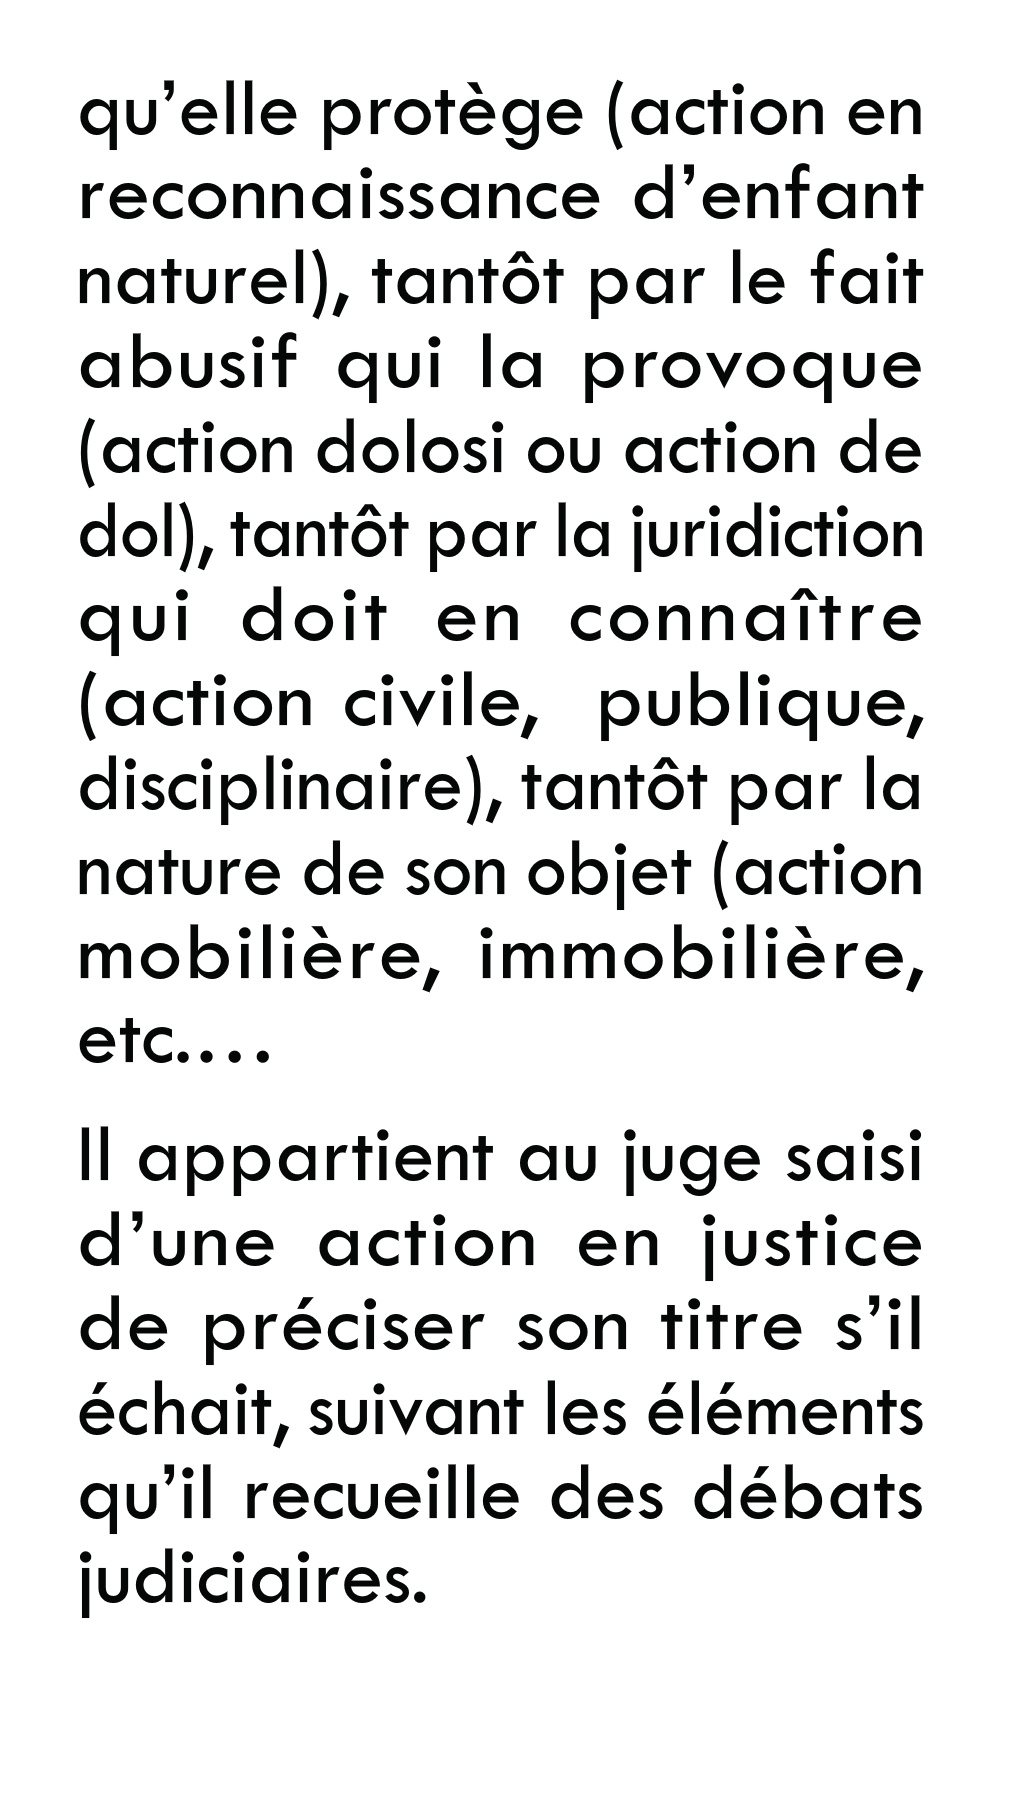 qu’elle protège (action en
reconnaissance d’enfant
naturel), tantôt par le fait
abusif qui la provoque
(action dolosi ou action de
dol), tantôt par la juridiction
qui doit en connaître
(action civile, publique,
disciplinaire), tantôt par la
nature de son objet (action
mobilière, immobilière,
etc.…
Il appartient au juge saisi
d’une action en justice
de préciser son titre s’il
échait, suivant les éléments
qu’il recueille des débats
judiciaires.